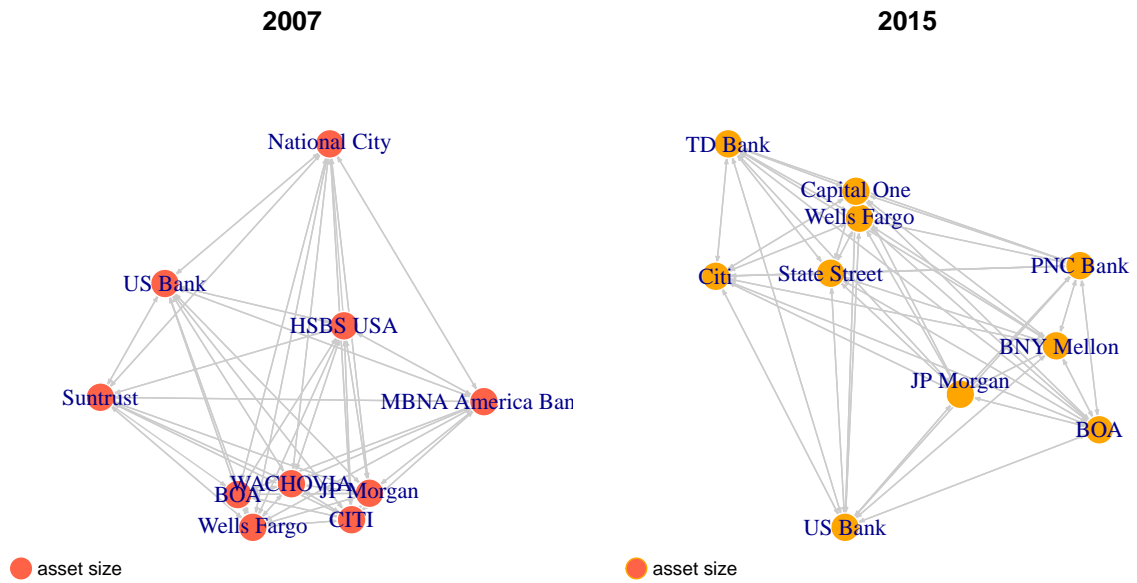 2007
National City
US Bank
HSBS USA
Suntrust
MBNA America Ban
WACHOVIA
BOA
JP Morgan
CITI
Wells Fargo
asset size
2015
TD Bank
Capital One
Wells Fargo
Citi
State Street
PNC Bank
BNY Mellon
JP Morgan
BOA
US Bank
asset size